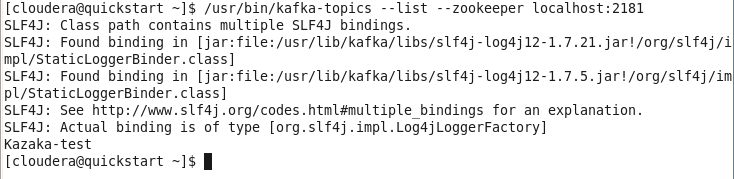 [cloudera@quickstart ~]$ /usr/bin/kafka-topics --list --zookeeper localhost:2181
SLF4J: Class path contains multiple SLF4J bindings.
SLF4J: Found binding in [jar:file:/usr/lib/kafka/libs/slf4j-log4j12-1.7.21.jar!/org/slf4j/i
mpl/StaticLoggerBinder.class]
SLF4J: Found binding in [jar:file:/usr/lib/kafka/libs/slf4j-log4j12-1.7.5.jar!/org/slf4j/im
pl/StaticLoggerBinder.class]
SLF4J: See http://www.slf4j.org/codes.html#multiple_bindings for an explanation.
SLF4J: Actual binding is of type [org.slf4j.impl.Log4jLoggerFactory]
Kazaka-test
[cloudera@quickstart ~]$